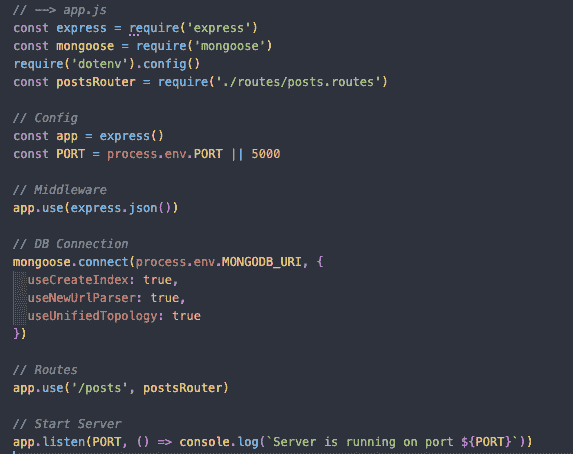 // ——> app.js
const express = require('express')
const mongoose = require('mongoose')
require('dotenv').config()
const postsRouter = require('./routes/posts.routes')

// Config
const app = express()
const PORT = process.env.PORT || 5000

// Middleware
app.use(express.json())

// DB Connection
mongoose.connect(process.env.MONGODB_URI, {
  useCreateIndex: true,
  useNewUrlParser: true,
  useUnifiedTopology: true
})

// Routes
app.use('/posts', postsRouter)

// Start Server
app.listen(PORT, () => console.log(`Server is running on port ${PORT}`))